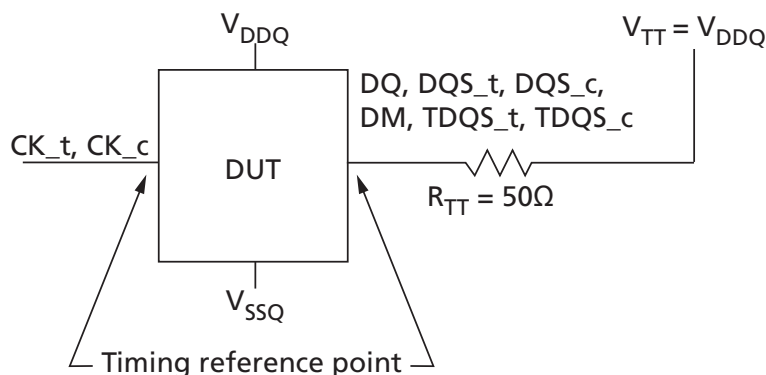 V_DDQ
V_TT = V_DDQ
DQ, DQS_t, DQS_c,
DM, TDQS_t, TDQS_c
CK_t, CK_c
DUT
R_TT = 50Ω
V_SSQ
Timing reference point